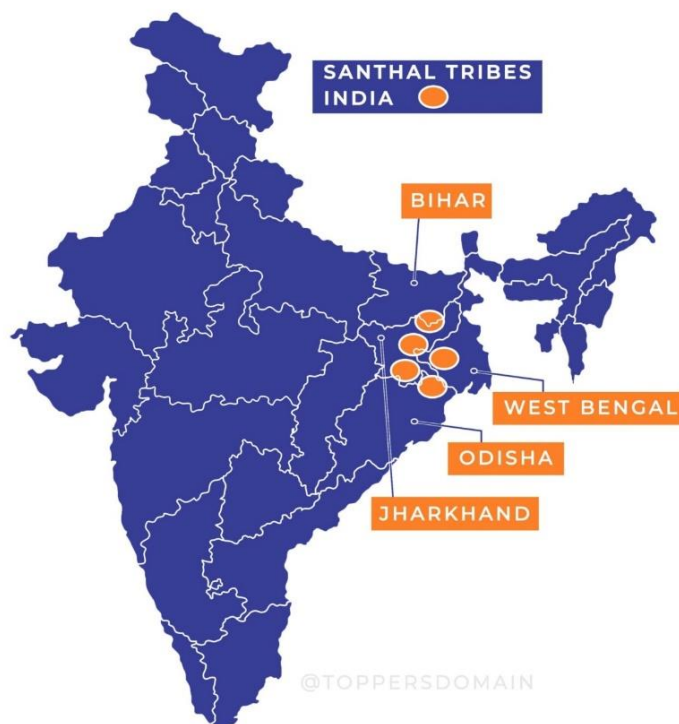 SANTHAL TRIBES
INDIA
BIHAR
WEST BENGAL
ODISHA
JHARKHAND
@TOPPERSDOMAIN